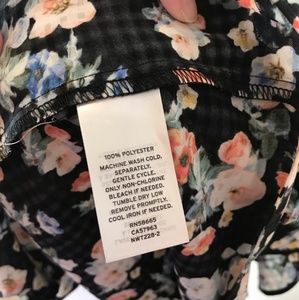 100% POLYESTER
MACHINE WASH COLD,
SEPARATELY.
GENTLE CYCLE.
ONLY NON-CHLORINE
BLEACH IF NEEDED.
TUMBLE DRY LOW
REMOVE PROMPTLY.
COOL IRON IF NEEDED.
RN58665
CA57963
NWT228-2